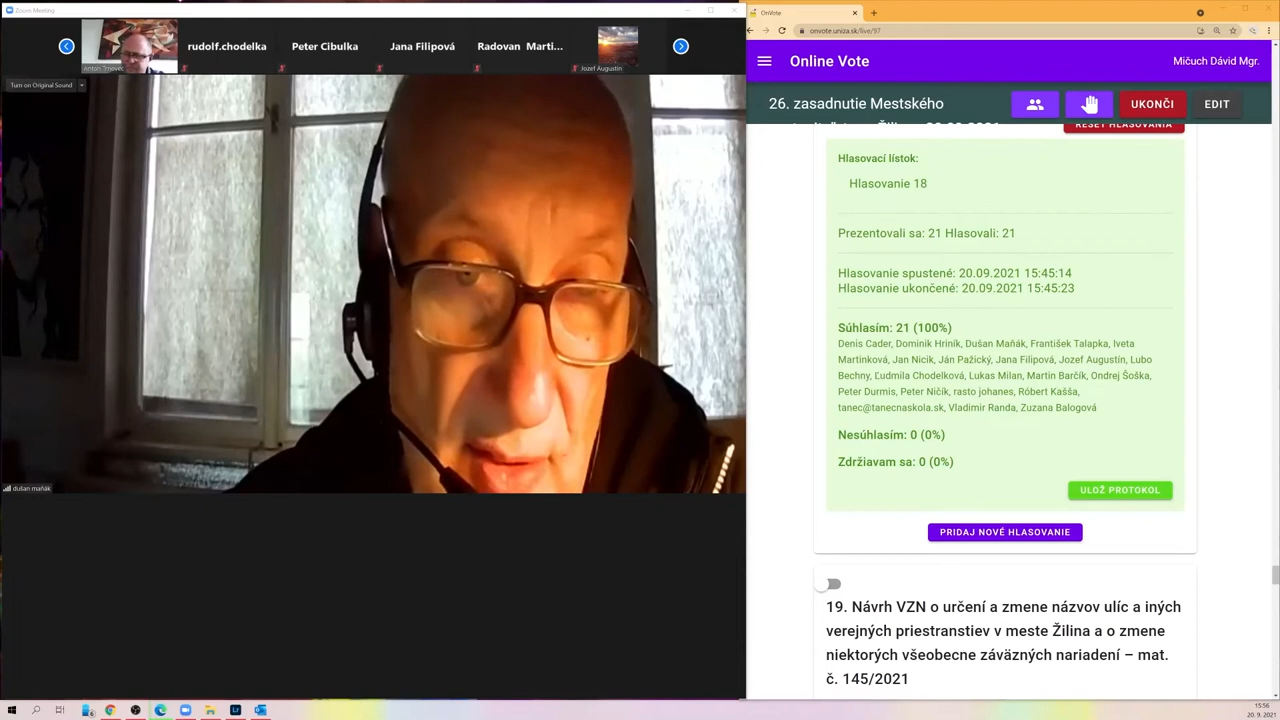 Zoom Meeting
rudolf.chodelka
Peter Cibulka
Jana Filipová
Radovan Marti...
Jozef Augustin
Turn on Original Sound
dušan maňák
OnVote
onvote.uniza.sk/live/97
Online Vote
Mičuch Dávid Mgr.
26. zasadnutie Mestského
UKONČI
EDIT
RESET HLASOVANIA
Hlasovací lístok:
Hlasovanie 18
Prezentovali sa: 21 Hlasovali: 21
Hlasovanie spustené: 20.09.2021 15:45:14
Hlasovanie ukončené: 20.09.2021 15:45:23
Súhlasím: 21 (100%)
Denis Cader, Dominik Hriník, Dušan Maňák, František Talapka, Iveta
Martinková, Jan Nicik, Ján Pažický, Jana Filipová, Jozef Augustín, Lubo
Bechny, Ľudmila Chodelková, Lukas Milan, Martin Barčík, Ondrej Šoška,
Peter Durmis, Peter Ničík, rasto johanes, Róbert Kašša,
tanec@tanecnaskola.sk, Vladimir Randa, Zuzana Balogová
Nesúhlasím: 0 (0%)
Zdržiavam sa: 0 (0%)
ULOŽ PROTOKOL
PRIDAJ NOVÉ HLASOVANIE
19. Návrh VZN o určení a zmene názvov ulíc a iných
verejných priestranstiev v meste Žilina a o zmene
niektorých všeobecne záväzných nariadení – mat.
č. 145/2021
15:56
20. 9. 2021